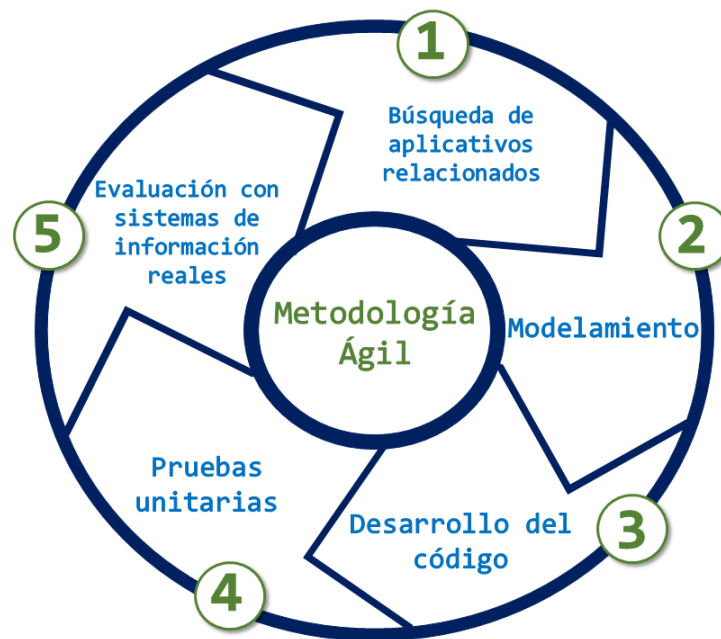 1
Búsqueda de
aplicativos
relacionados
2
Modelamiento
3
Desarrollo del
código
4
Pruebas
unitarias
5
Evaluación con
sistemas de
información
reales
Metodología
Ágil